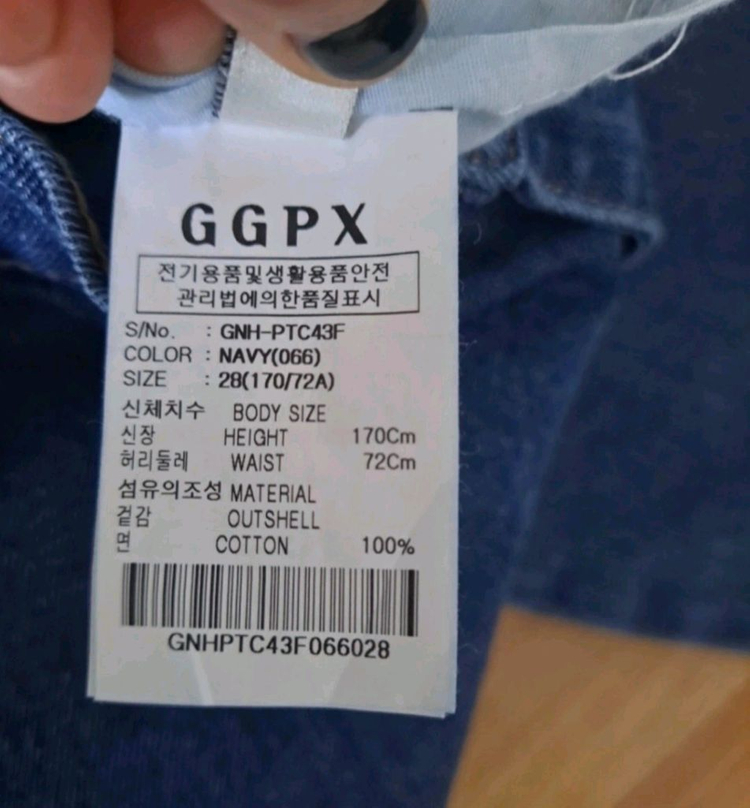 GGPX
전기용품및생활용품안전
관리법에의한품질표시
S/No. : GNH-PTC43F
COLOR : NAVY(066)
SIZE : 28(170/72A)
신체치수 BODY SIZE
신장 HEIGHT 170Cm
허리둘레 WAIST 72Cm
섬유의조성 MATERIAL
겉감 OUTSHELL
면 COTTON 100%
GNHPTC43F066028